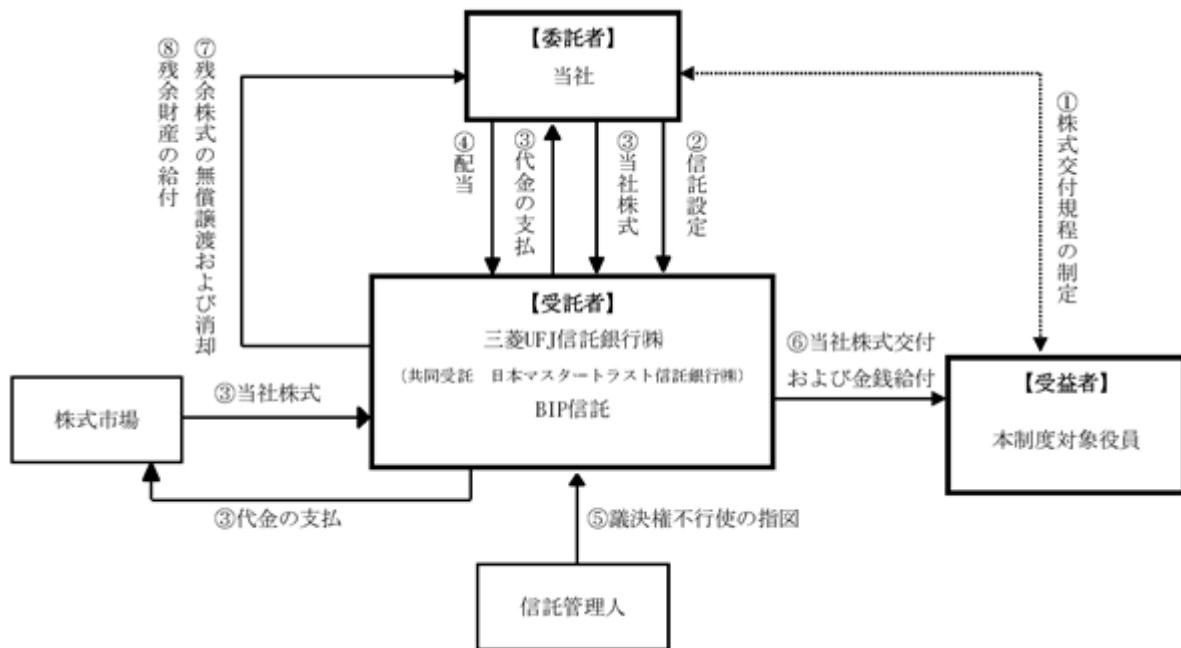 【委託者】
当社
⑧残余財産の給付
⑦残余株式の無償譲渡および消却
④配当
③代金の支払
③当社株式
②信託設定
①株式交付規程の制定
【受託者】
三菱UFJ信託銀行㈱
（共同受託　日本マスタートラスト信託銀行㈱）
BIP信託
⑥当社株式交付
および金銭給付
【受益者】
本制度対象役員
株式市場
③当社株式
③代金の支払
⑤議決権不行使の指図
信託管理人